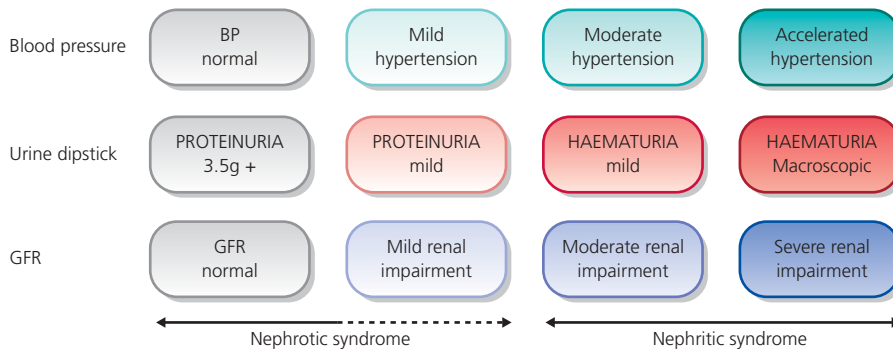 Blood pressure
BP
normal
Mild
hypertension
Moderate
hypertension
Accelerated
hypertension
Urine dipstick
PROTEINURIA
3.5g +
PROTEINURIA
mild
HAEMATURIA
mild
HAEMATURIA
Macroscopic
GFR
GFR
normal
Mild renal
impairment
Moderate renal
impairment
Severe renal
impairment
Nephrotic syndrome
Nephritic syndrome